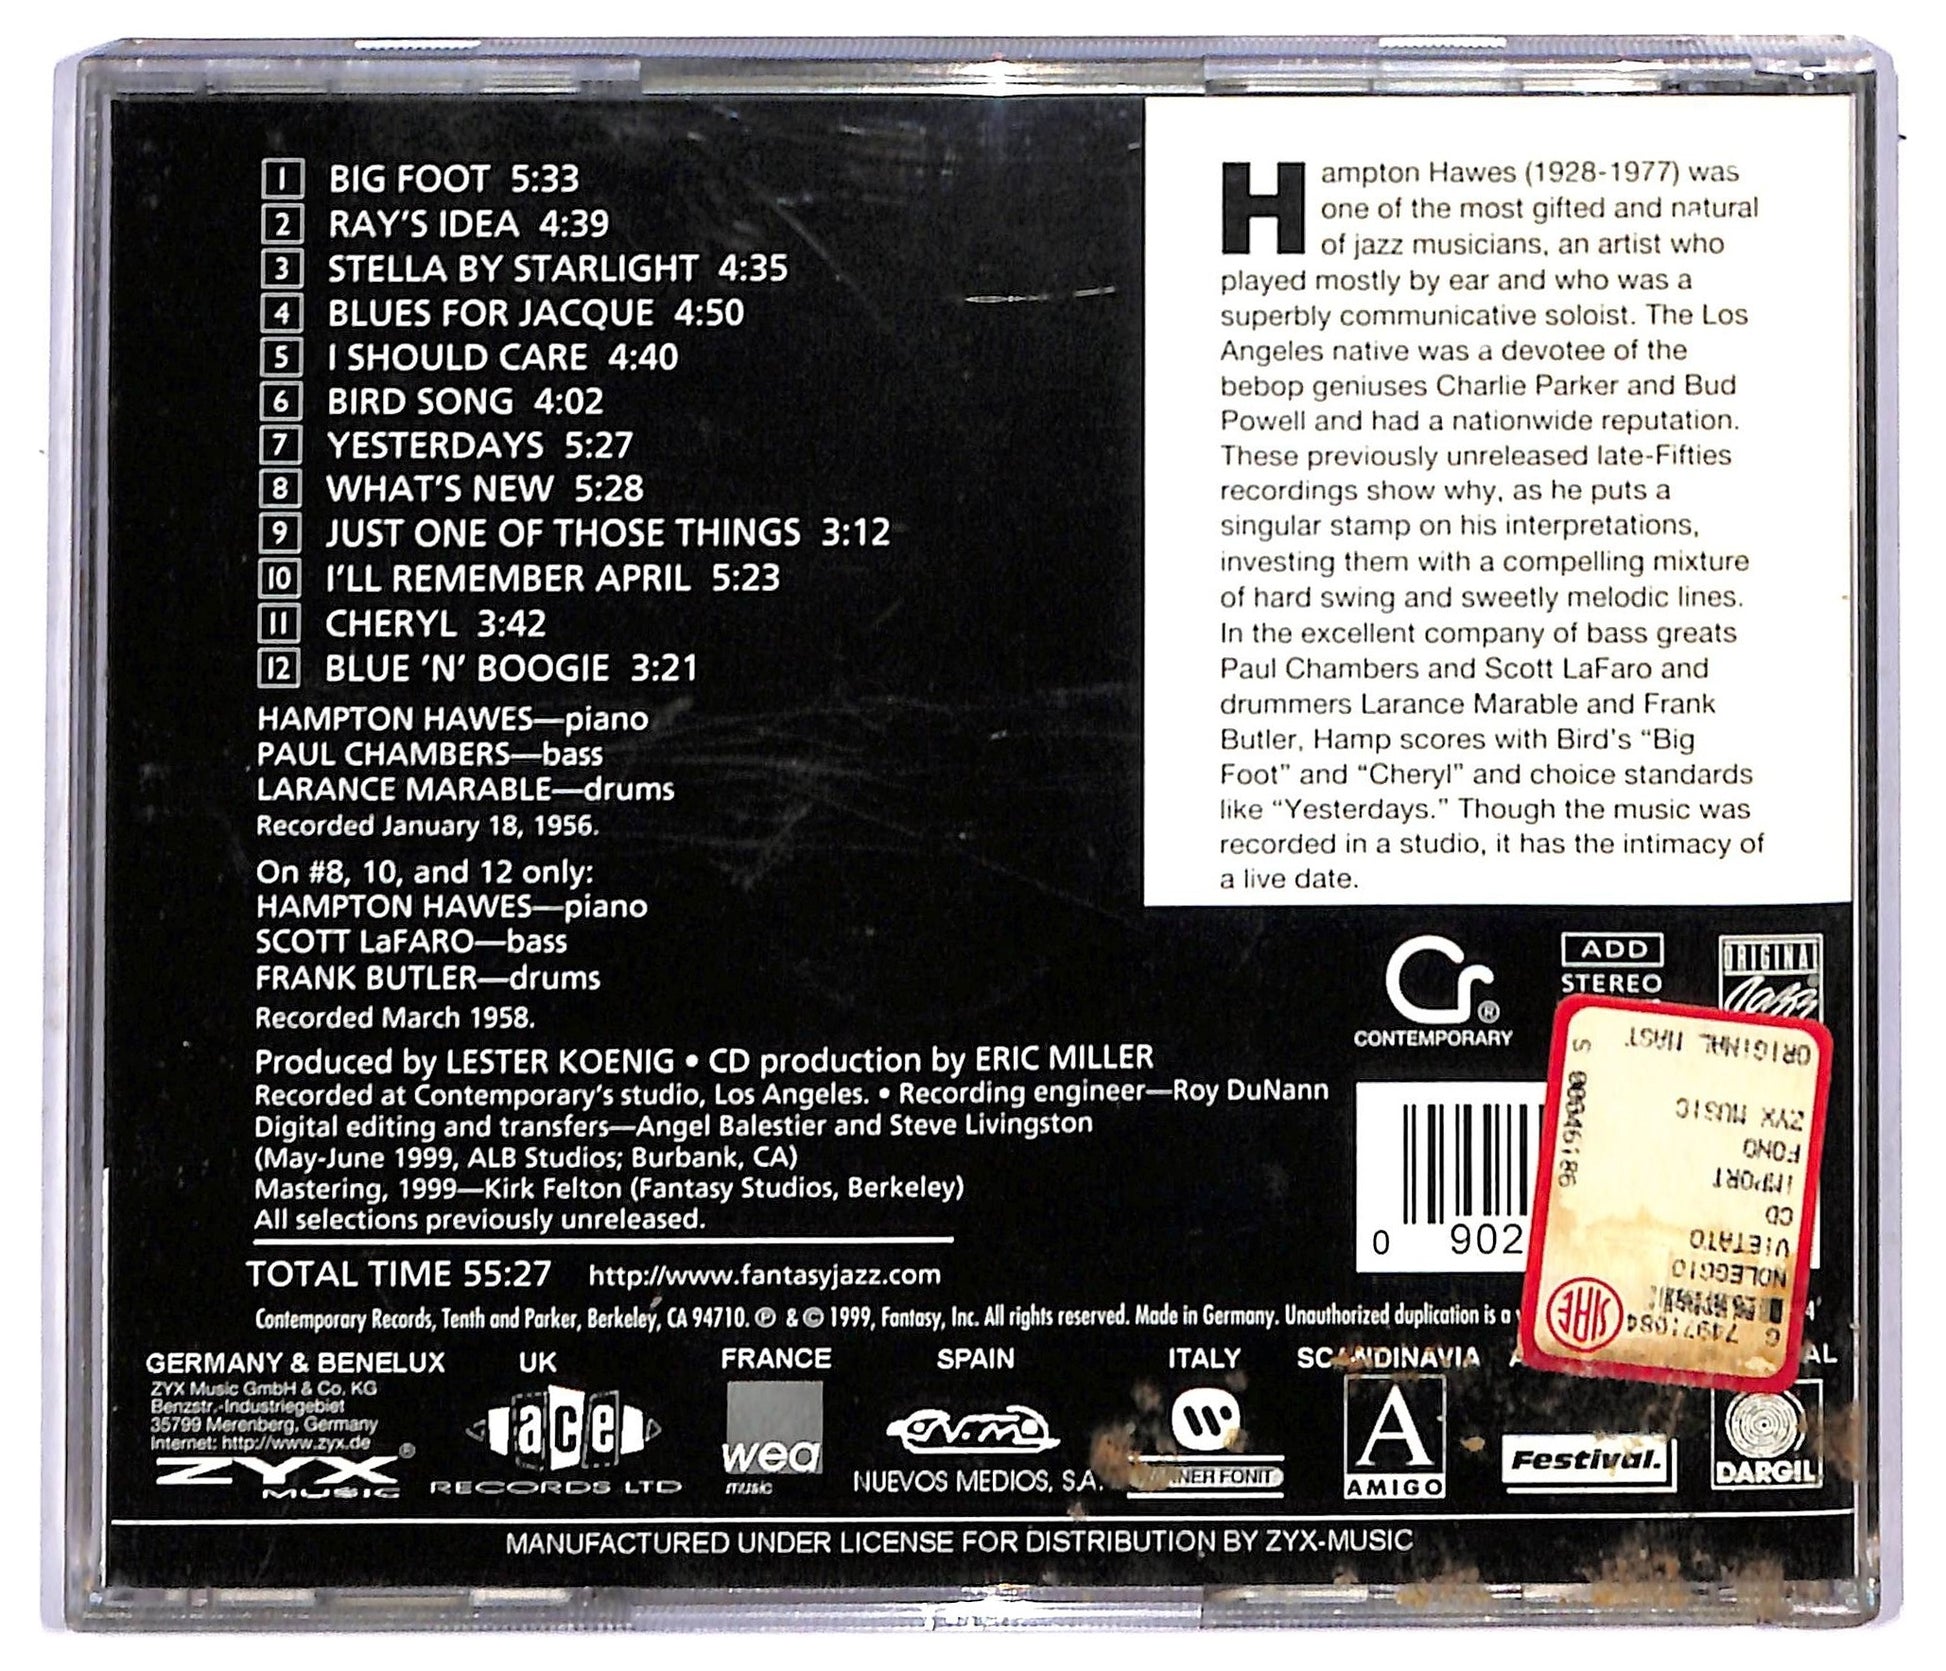 1 BIG FOOT 5:33
2 RAY'S IDEA 4:39
3 STELLA BY STARLIGHT 4:35
4 BLUES FOR JACQUE 4:50
5 I SHOULD CARE 4:40
6 BIRD SONG 4:02
7 YESTERDAYS 5:27
8 WHAT'S NEW 5:28
9 JUST ONE OF THOSE THINGS 3:12
10 I'LL REMEMBER APRIL 5:23
11 CHERYL 3:42
12 BLUE 'N' BOOGIE 3:21
HAMPTON HAWES—piano
PAUL CHAMBERS—bass
LARANCE MARABLE—drums
Recorded January 18, 1956.
On #8, 10, and 12 only:
HAMPTON HAWES—piano
SCOTT LaFARO—bass
FRANK BUTLER—drums
Recorded March 1958.
Produced by LESTER KOENIG • CD production by ERIC MILLER
Recorded at Contemporary's studio, Los Angeles. • Recording engineer—Roy DuNann
Digital editing and transfers—Angel Balestier and Steve Livingston
(May-June 1999, ALB Studios; Burbank, CA)
Mastering, 1999—Kirk Felton (Fantasy Studios, Berkeley)
All selections previously unreleased.
TOTAL TIME 55:27 http://www.fantasyjazz.com
Hampton Hawes (1928-1977) was
one of the most gifted and natural
of jazz musicians, an artist who
played mostly by ear and who was a
superbly communicative soloist. The Los
Angeles native was a devotee of the
bebop geniuses Charlie Parker and Bud
Powell and had a nationwide reputation.
These previously unreleased late-Fifties
recordings show why, as he puts a
singular stamp on his interpretations,
investing them with a compelling mixture
of hard swing and sweetly melodic lines.
In the excellent company of bass greats
Paul Chambers and Scott LaFaro and
drummers Larance Marable and Frank
Butler, Hamp scores with Bird's "Big
Foot" and "Cheryl" and choice standards
like "Yesterdays." Though the music was
recorded in a studio, it has the intimacy of
a live date.
Cr®
CONTEMPORARY
ADD
STEREO
ORIGINAL
Jazz
0 902
ORIGINAL MAST.
S 00046186
ZYX MUSIC
FONO
IMPORT
CD
VIETATO
NOLEGGIO
SIAE
Contemporary Records, Tenth and Parker, Berkeley, CA 94710. ℗ & © 1999, Fantasy, Inc. All rights reserved. Made in Germany. Unauthorized duplication is a
GERMANY & BENELUX
ZYX Music GmbH & Co. KG
Benzstr.-Industriegebiet
35799 Merenberg, Germany
Internet: http://www.zyx.de
ZYX ®
MUSIC
UK
ace
RECORDS LTD
FRANCE
wea
music
SPAIN
NUEVOS MEDIOS, S.A.
ITALY
FONIT
SCANDINAVIA
A
AMIGO
Festival.
DARGIL
MANUFACTURED UNDER LICENSE FOR DISTRIBUTION BY ZYX-MUSIC